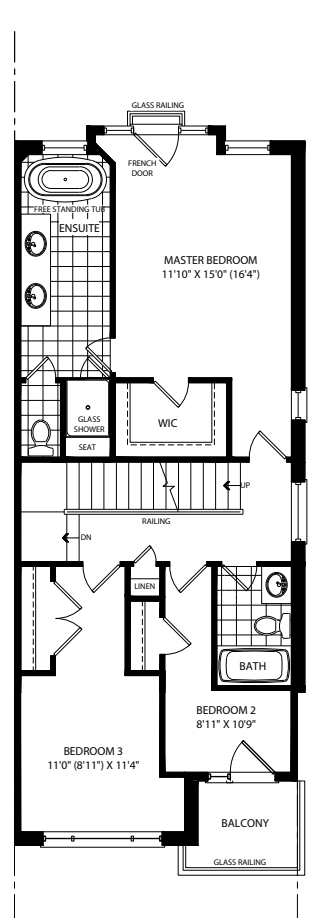 GLASS RAILING
FRENCH
DOOR
FREE STANDING TUB
ENSUITE
MASTER BEDROOM
11'10" X 15'0" (16'4")
GLASS
SHOWER
SEAT
WIC
UP
RAILING
DN
LINEN
BATH
BEDROOM 2
8'11" X 10'9"
BEDROOM 3
11'0" (8'11") X 11'4"
BALCONY
GLASS RAILING